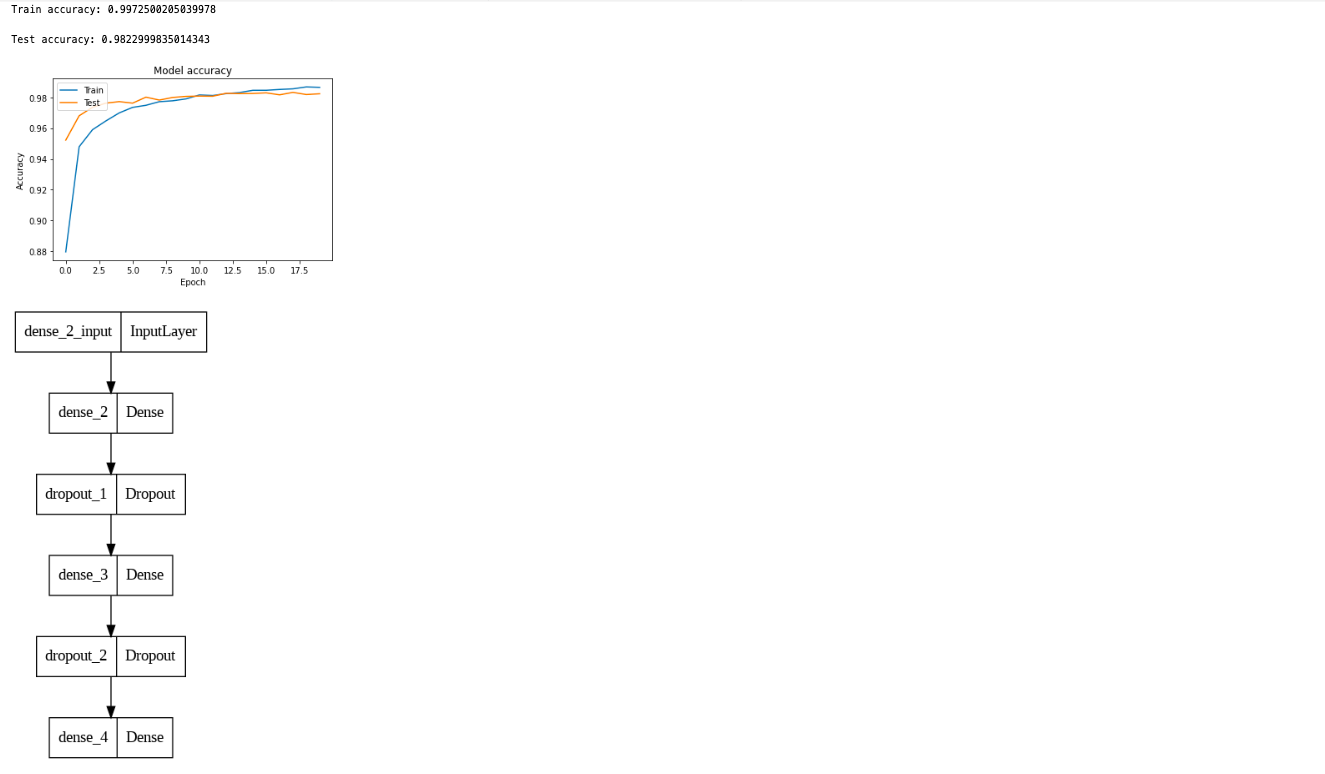 Train accuracy: 0.9972500205039978
Test accuracy: 0.9822999835014343
Model accuracy
Train
Test
Accuracy
0.98
0.96
0.94
0.92
0.90
0.88
0.0 2.5 5.0 7.5 10.0 12.5 15.0 17.5
Epoch
dense_2_input InputLayer
dense_2 Dense
dropout_1 Dropout
dense_3 Dense
dropout_2 Dropout
dense_4 Dense